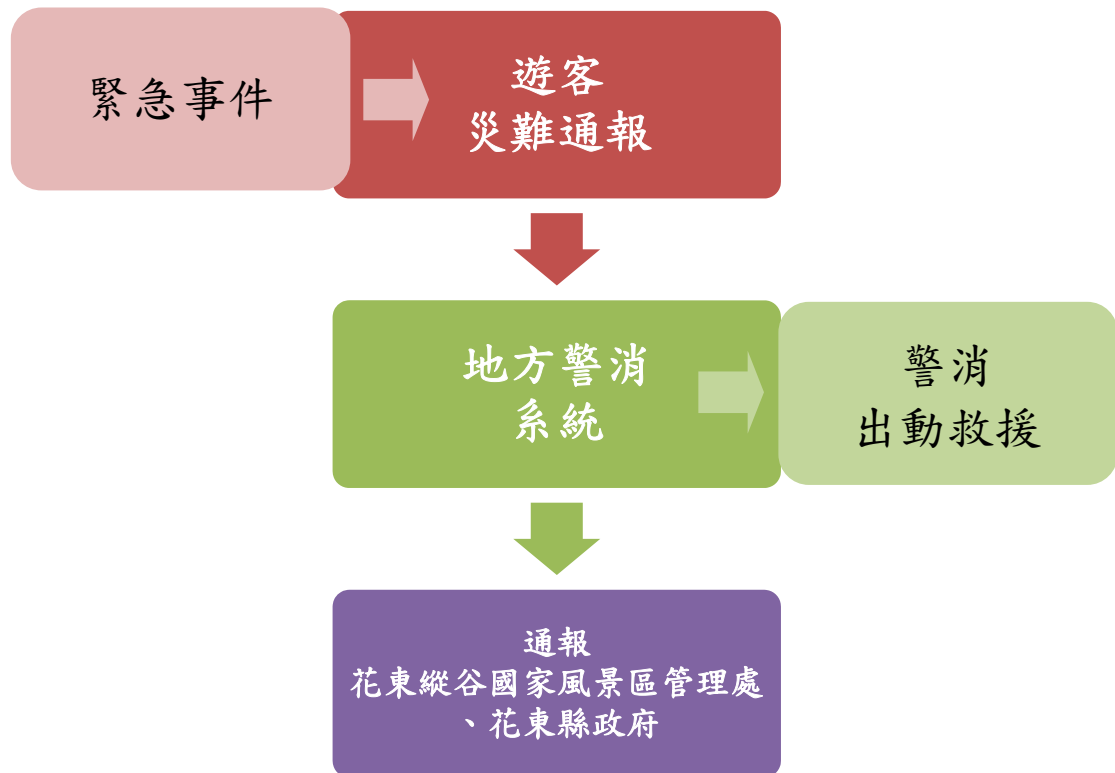 緊急事件
遊客
災難通報
地方警消
系統
警消
出動救援
通報
花東縱谷國家風景區管理處
、花東縣政府